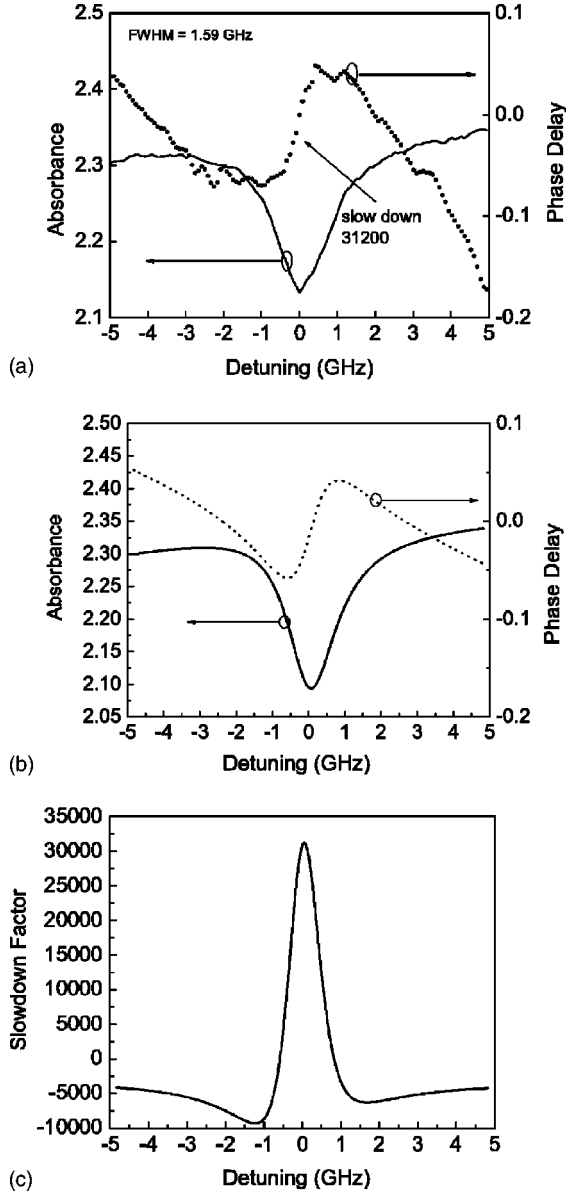 2.5
2.4
2.3
2.2
2.1
Absorbance
FWHM = 1.59 GHz
slow down
31200
0.1
0.0
-0.1
-0.2
Phase Delay
-5 -4 -3 -2 -1 0 1 2 3 4 5
Detuning (GHz)
(a)
2.50
2.45
2.40
2.35
2.30
2.25
2.20
2.15
2.10
2.05
Absorbance
0.1
0.0
-0.1
-0.2
Phase Delay
-5 -4 -3 -2 -1 0 1 2 3 4 5
Detuning (GHz)
(b)
35000
30000
25000
20000
15000
10000
5000
0
-5000
-10000
Slowdown Factor
-5 -4 -3 -2 -1 0 1 2 3 4 5
Detuning (GHz)
(c)